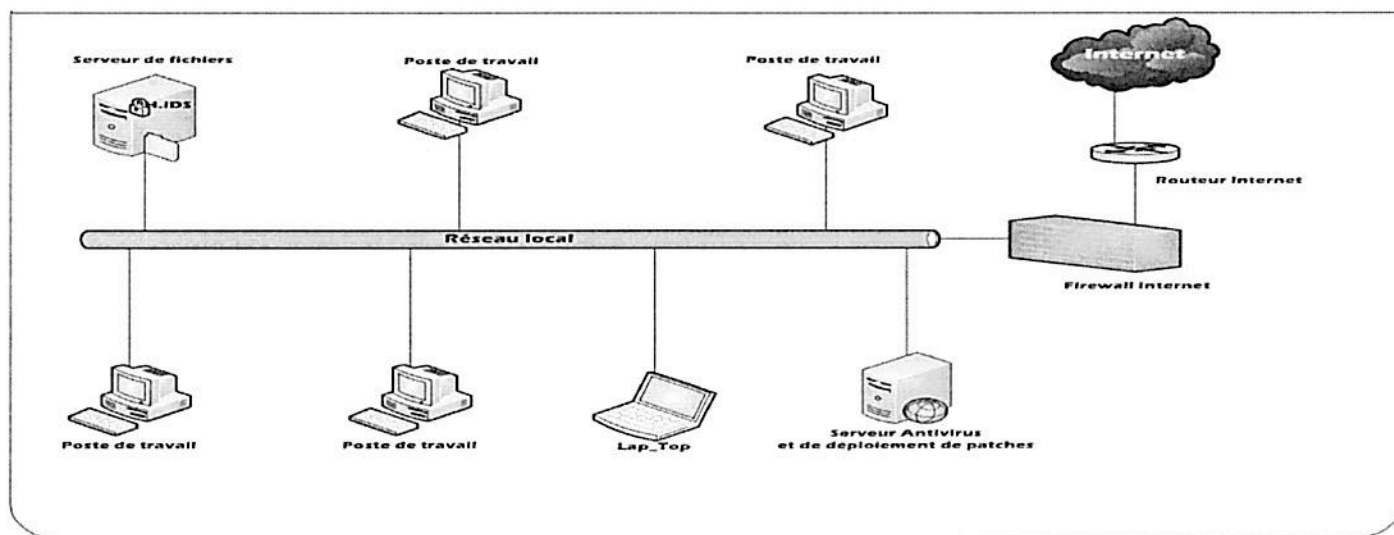 Serveur de fichiers
Poste de travail
Poste de travail
Internet
H.IDS
Routeur Internet
Réseau local
Firewall Internet
Poste de travail
Poste de travail
Lap_Top
Serveur Antivirus
et de déploiement de patches